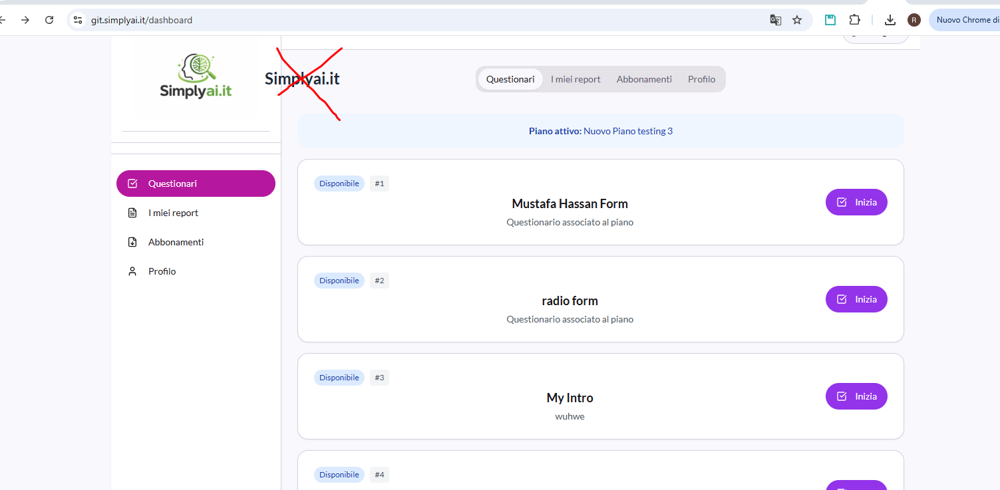 git.simplyai.it/dashboard
R
Nuovo Chrome di
Simplyai.it
Simplyai.it
Questionari I miei report Abbonamenti Profilo
Piano attivo: Nuovo Piano testing 3
Questionari
I miei report
Abbonamenti
Profilo
Disponibile #1
Mustafa Hassan Form
Questionario associato al piano
Inizia
Disponibile #2
radio form
Questionario associato al piano
Inizia
Disponibile #3
My Intro
wuhwe
Inizia
Disponibile #4